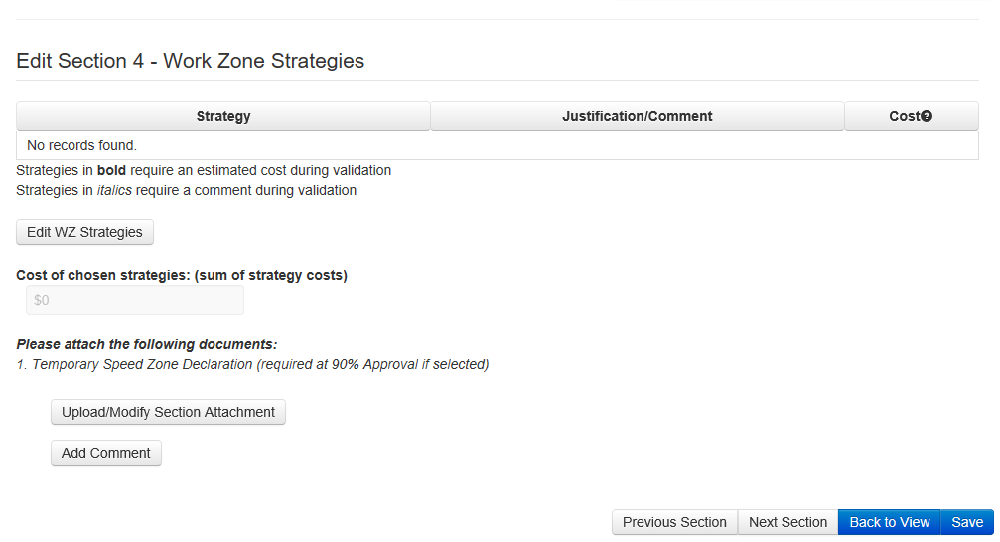 Edit Section 4 - Work Zone Strategies
Strategy Justification/Comment Cost?
No records found.
Strategies in bold require an estimated cost during validation
Strategies in italics require a comment during validation
Edit WZ Strategies
Cost of chosen strategies: (sum of strategy costs)
$0
Please attach the following documents:
1. Temporary Speed Zone Declaration (required at 90% Approval if selected)
Upload/Modify Section Attachment
Add Comment
Previous Section Next Section Back to View Save